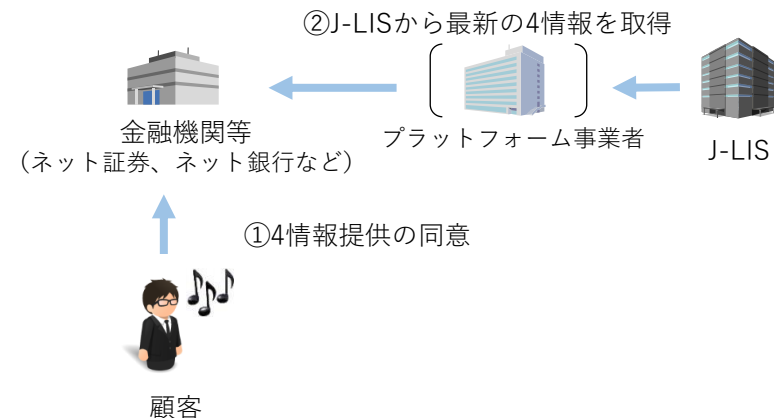 ②J-LISから最新の4情報を取得
金融機関等
（ネット証券、ネット銀行など）
プラットフォーム事業者
J-LIS
①4情報提供の同意
顧客